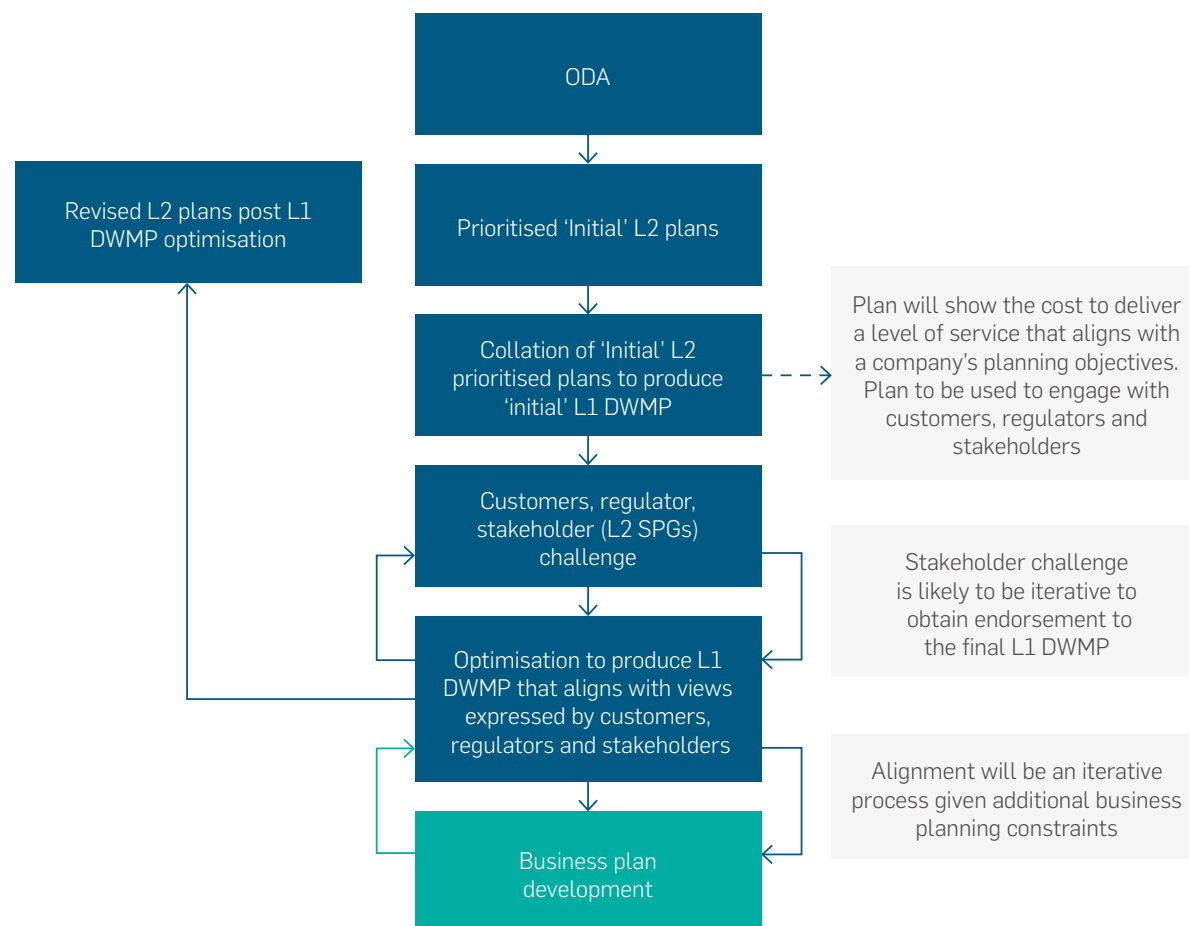 ODA
Revised L2 plans post L1
DWMP optimisation
Prioritised ‘Initial’ L2 plans
Collation of ‘Initial’ L2
prioritised plans to produce
‘initial’ L1 DWMP
Plan will show the cost to deliver
a level of service that aligns with
a company’s planning objectives.
Plan to be used to engage with
customers, regulators and
stakeholders
Customers, regulator,
stakeholder (L2 SPGs)
challenge
Stakeholder challenge
is likely to be iterative to
obtain endorsement to
the final L1 DWMP
Optimisation to produce L1
DWMP that aligns with views
expressed by customers,
regulators and stakeholders
Alignment will be an iterative
process given additional business
planning constraints
Business plan
development